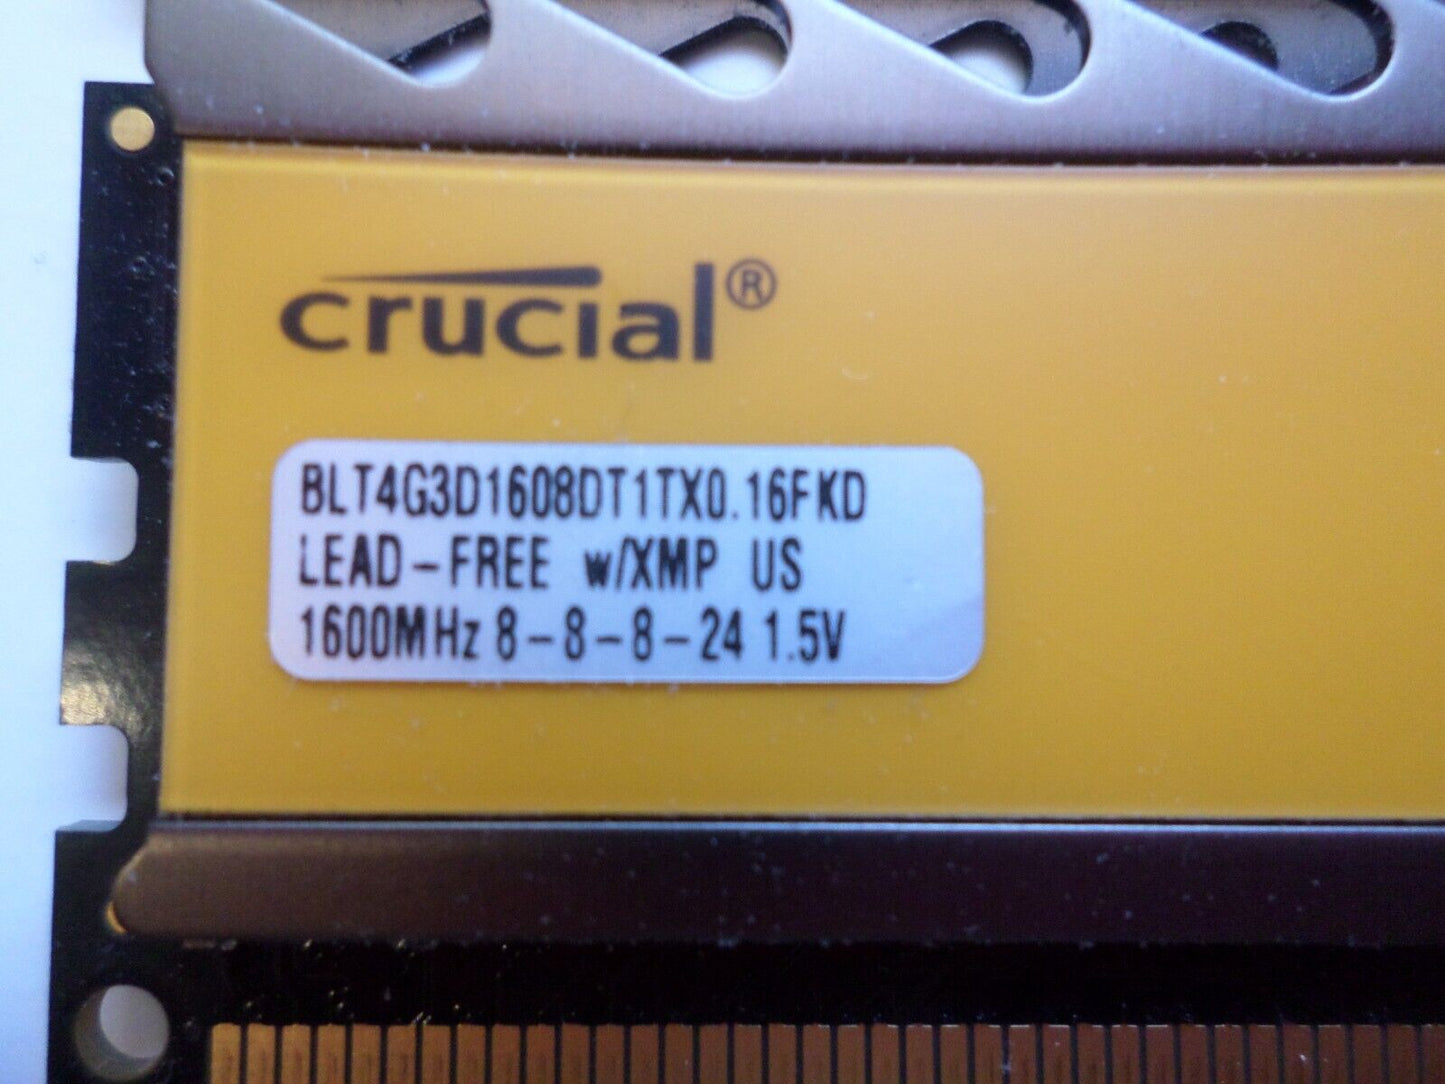 crucial®
BLT4G3D1608DT1TX0.16FKD
LEAD-FREE w/XMP US
1600MHz 8-8-8-24 1.5V